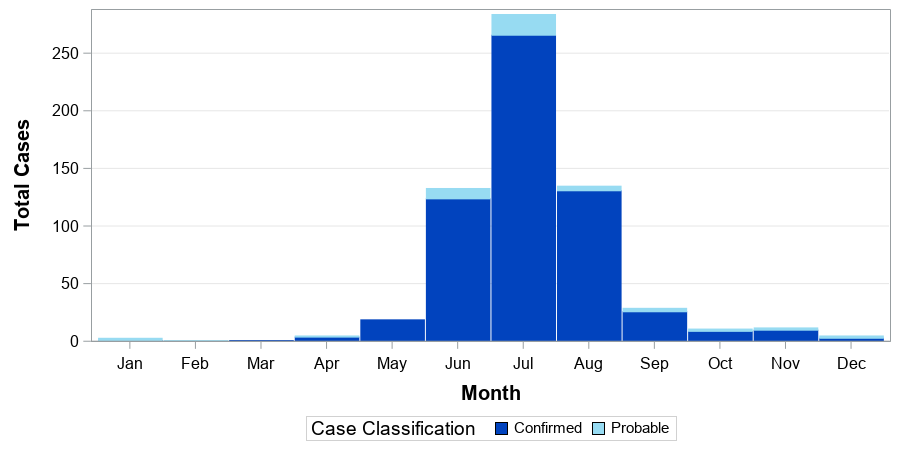 250
200
150
100
50
0
Total Cases
Jan Feb Mar Apr May Jun Jul Aug Sep Oct Nov Dec
Month
Case Classification Confirmed Probable